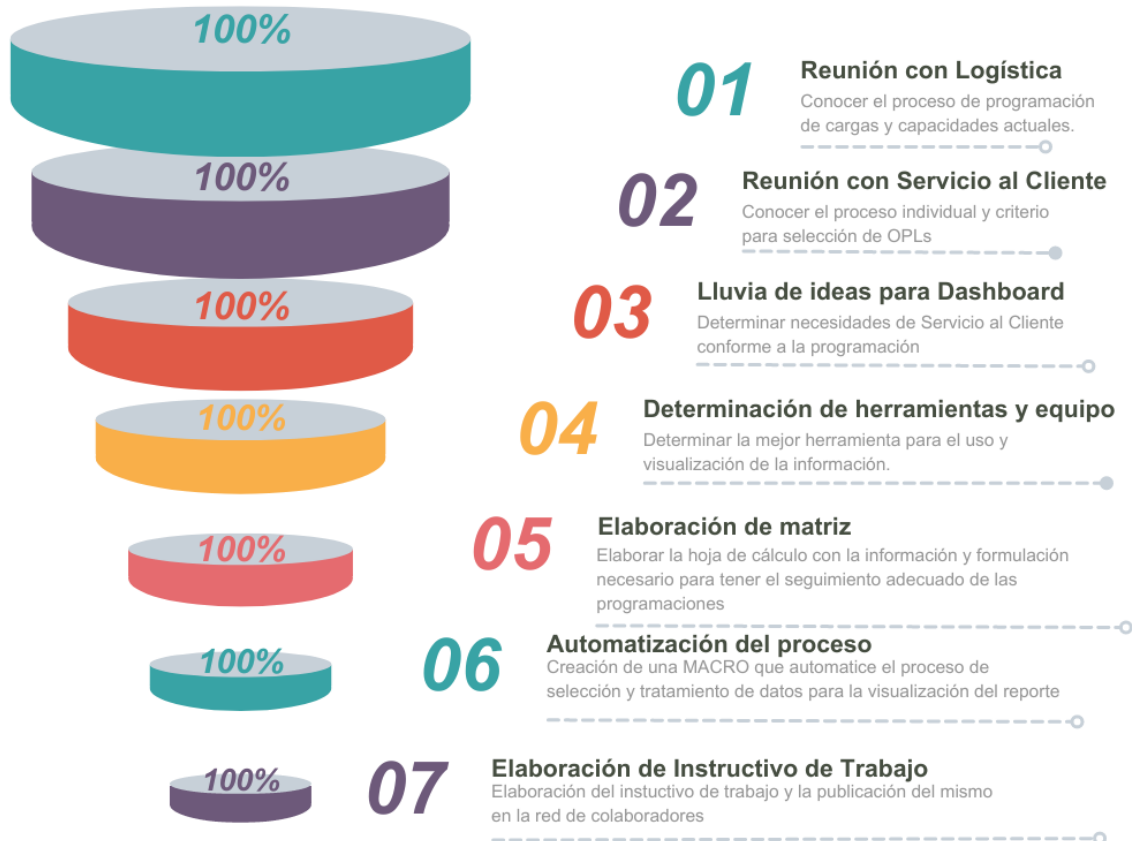 100%
01
Reunión con Logística
Conocer el proceso de programación
de cargas y capacidades actuales.
100%
02
Reunión con Servicio al Cliente
Conocer el proceso individual y criterio
para selección de OPLs
100%
03
Lluvia de ideas para Dashboard
Determinar necesidades de Servicio al Cliente
conforme a la programación
100%
04
Determinación de herramientas y equipo
Determinar la mejor herramienta para el uso y
visualización de la información.
100%
05
Elaboración de matriz
Elaborar la hoja de cálculo con la información y formulación
necesario para tener el seguimiento adecuado de las
programaciones
100%
06
Automatización del proceso
Creación de una MACRO que automatice el proceso de
selección y tratamiento de datos para la visualización del reporte
100%
07
Elaboración de Instructivo de Trabajo
Elaboración del instuctivo de trabajo y la publicación del mismo
en la red de colaboradores